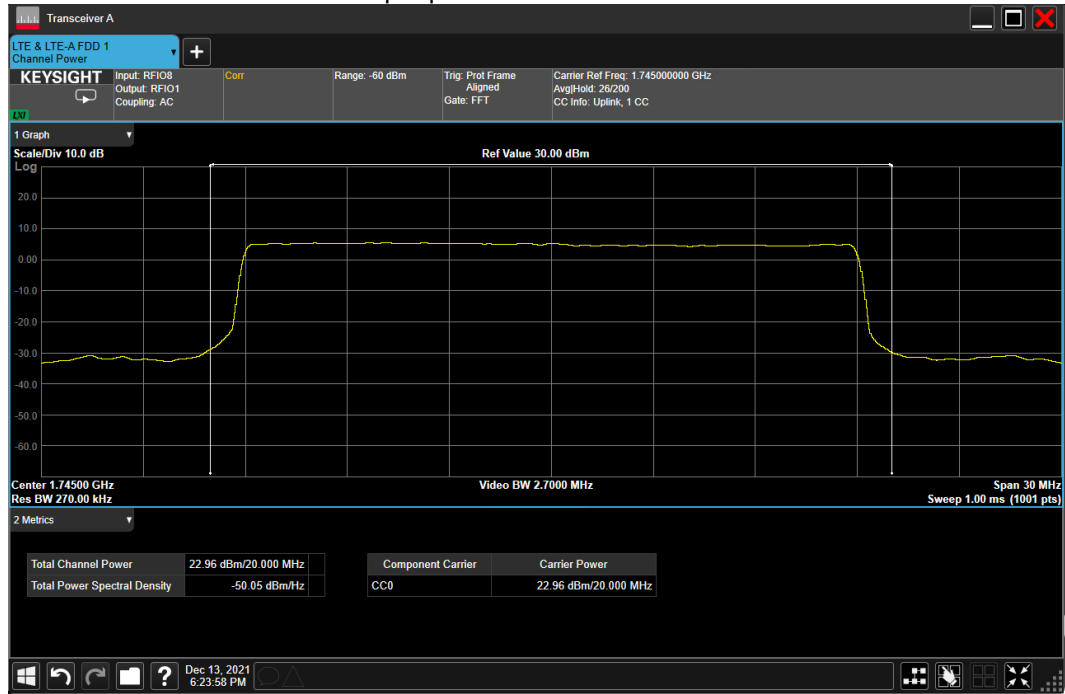 Transceiver A
LTE & LTE-A FDD 1
Channel Power
+
KEYSIGHT
LXI
Input: RFIO8
Output: RFIO1
Coupling: AC
Corr
Range: -60 dBm
Trig: Prot Frame
Aligned
Gate: FFT
Carrier Ref Freq: 1.745000000 GHz
Avg|Hold: 26/200
CC Info: Uplink, 1 CC
1 Graph
Scale/Div 10.0 dB
Ref Value 30.00 dBm
Log
20.0
10.0
0.00
-10.0
-20.0
-30.0
-40.0
-50.0
-60.0
Center 1.74500 GHz
Video BW 2.7000 MHz
Span 30 MHz
Res BW 270.00 kHz
Sweep 1.00 ms (1001 pts)
2 Metrics
Total Channel Power 22.96 dBm/20.000 MHz
Total Power Spectral Density -50.05 dBm/Hz
Component Carrier Carrier Power
CC0 22.96 dBm/20.000 MHz
?
Dec 13, 2021
6:23:58 PM